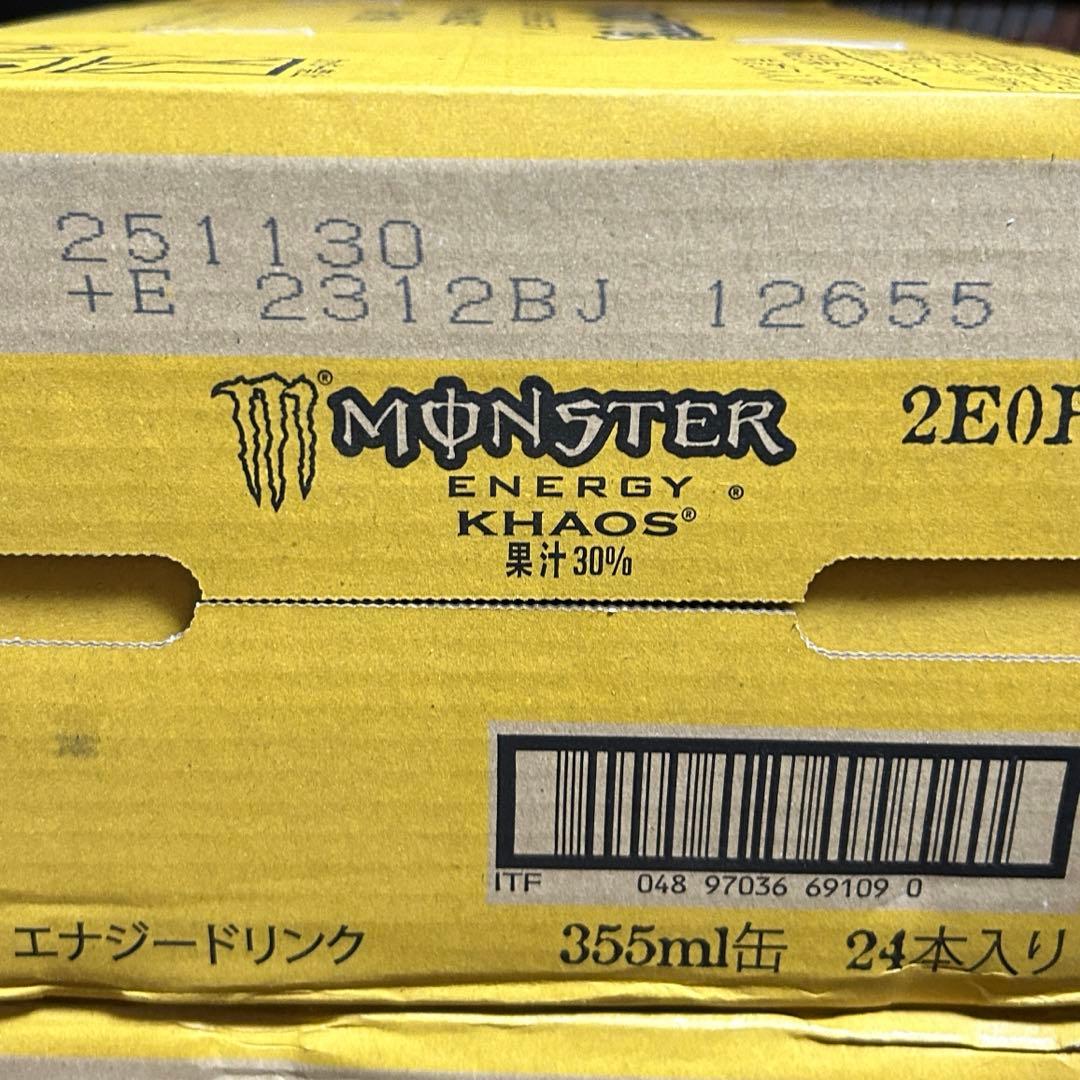 251130
+E 2312BJ 12655
MONSTER
2E0
ENERGY
KHAOS
果汁30%
ITF 048 97036 69109 0
エナジードリンク 355ml缶 24本入り